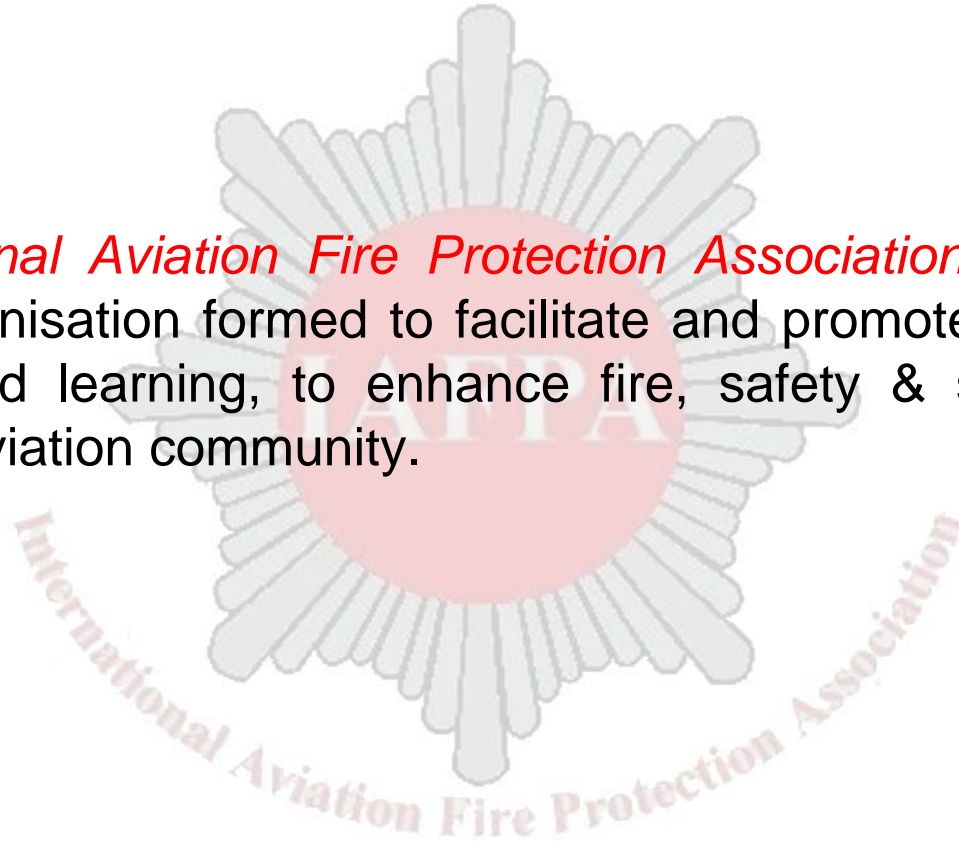 nal Aviation Fire Protection Association
nisation formed to facilitate and promote
d learning, to enhance fire, safety & s
viation community.
IAFPA
International Aviation Fire Protection Association